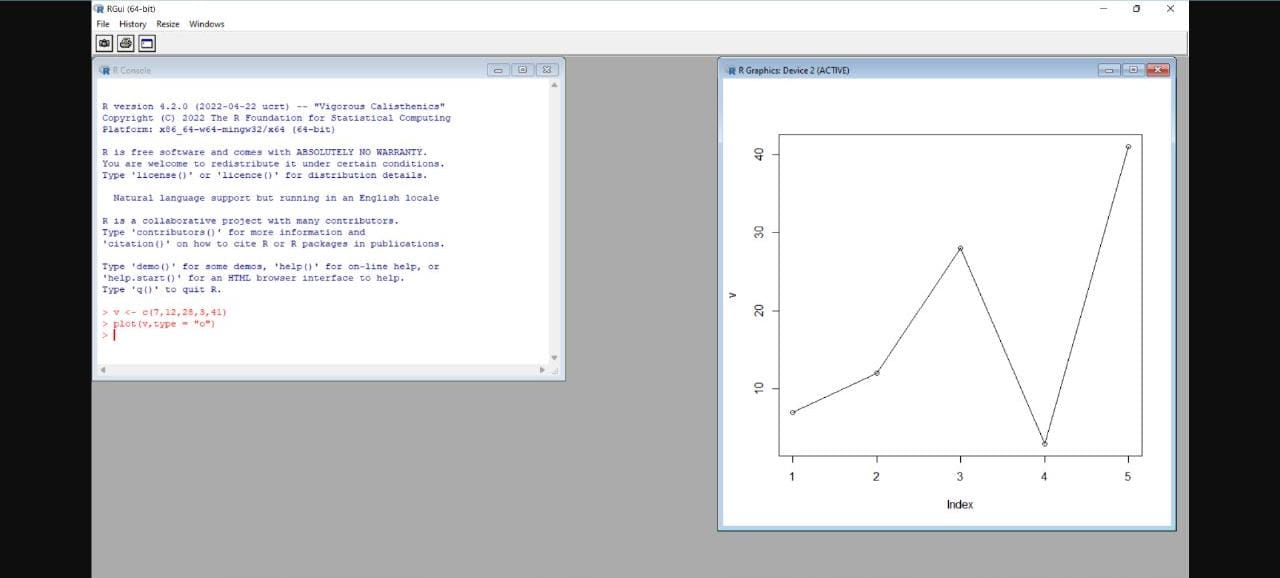 RGui (64-bit)
File History Resize Windows
R Console
R version 4.2.0 (2022-04-22 ucrt) -- "Vigorous Calisthenics"
Copyright (C) 2022 The R Foundation for Statistical Computing
Platform: x86_64-w64-mingw32/x64 (64-bit)
R is free software and comes with ABSOLUTELY NO WARRANTY.
You are welcome to redistribute it under certain conditions.
Type 'license()' or 'licence()' for distribution details.
Natural language support but running in an English locale
R is a collaborative project with many contributors.
Type 'contributors()' for more information and
'citation()' on how to cite R or R packages in publications.
Type 'demo()' for some demos, 'help()' for on-line help, or
'help.start()' for an HTML browser interface to help.
Type 'q()' to quit R.
> v <- c(7,12,28,3,41)
> plot(v,type = "o")
>
R Graphics: Device 2 (ACTIVE)
40
30
20
10
v
1 2 3 4 5
Index